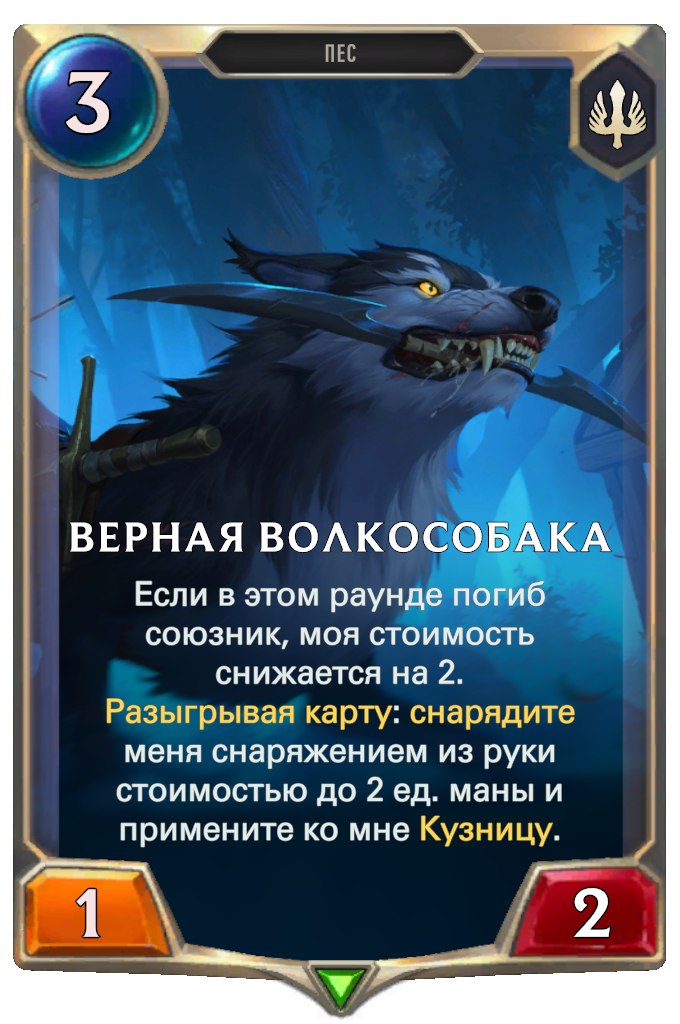 3
ПЕС
ВЕРНАЯ ВОЛКОСОБАКА
Если в этом раунде погиб
союзник, моя стоимость
снижается на 2.
Разыгрывая карту: снарядите
меня снаряжением из руки
стоимостью до 2 ед. маны и
примените ко мне Кузницу.
1
2